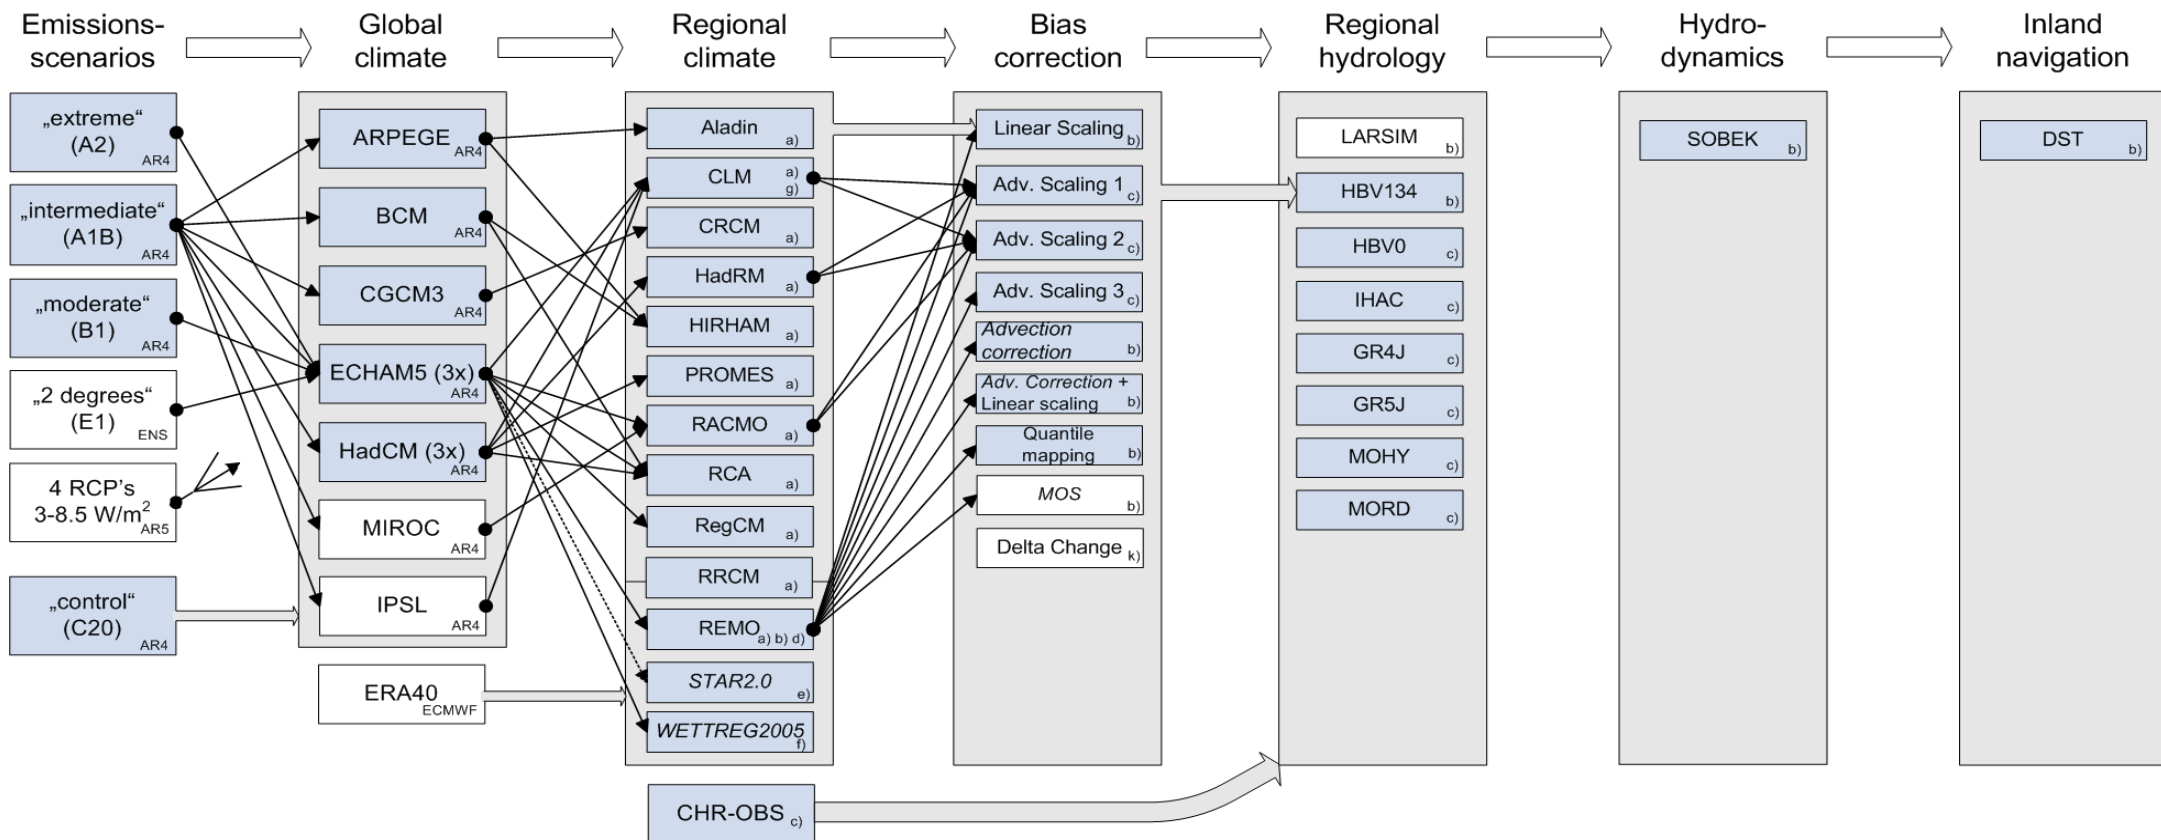 Emissions-
scenarios
Global
climate
Regional
climate
Bias
correction
Regional
hydrology
Hydro-
dynamics
Inland
navigation
„extreme“
(A2)
AR4
„intermediate“
(A1B)
AR4
„moderate“
(B1)
AR4
„2 degrees“
(E1)
ENS
4 RCP's
3-8.5 W/m²
AR5
„control“
(C20)
AR4
ARPEGE
AR4
BCM
AR4
CGCM3
AR4
ECHAM5 (3x)
AR4
HadCM (3x)
AR4
MIROC
AR4
IPSL
AR4
ERA40
ECMWF
Aladin
a)
CLM
a)
g)
CRCM
a)
HadRM
a)
HIRHAM
a)
PROMES
a)
RACMO
a)
RCA
a)
RegCM
a)
RRCM
a)
REMO
a) b) d)
STAR2.0
e)
WETTREG2005
f)
CHR-OBS c)
Linear Scaling
b)
Adv. Scaling 1
c)
Adv. Scaling 2
c)
Adv. Scaling 3
c)
Advection
correction
b)
Adv. Correction +
Linear scaling
b)
Quantile
mapping
b)
MOS
b)
Delta Change
k)
LARSIM
b)
HBV134
b)
HBV0
c)
IHAC
c)
GR4J
c)
GR5J
c)
MOHY
c)
MORD
c)
SOBEK
b)
DST
b)